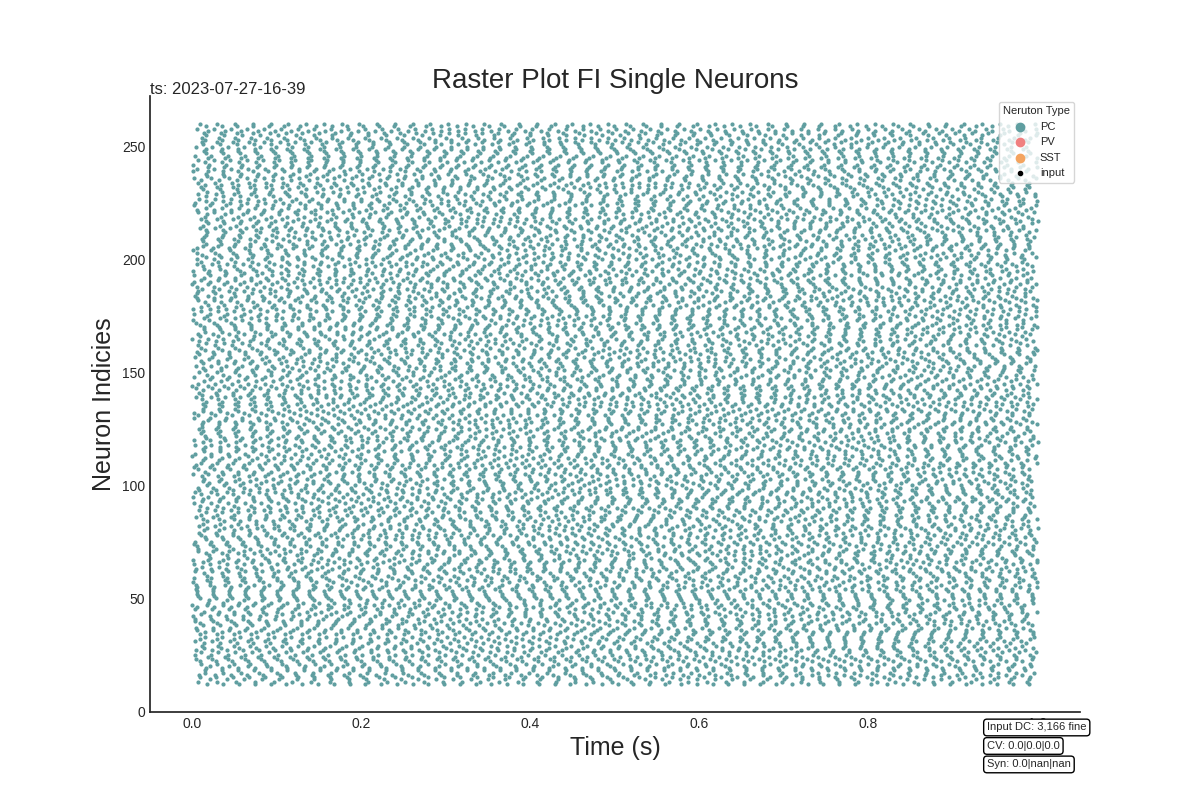 Raster Plot FI Single Neurons
ts: 2023-07-27-16-39
Neruton Type
PC
PV
SST
input
250
200
150
100
50
0
Neuron Indicies
0.0 0.2 0.4 0.6 0.8
Time (s)
Input DC: 3,166 fine
CV: 0.0|0.0|0.0
Syn: 0.0|nan|nan